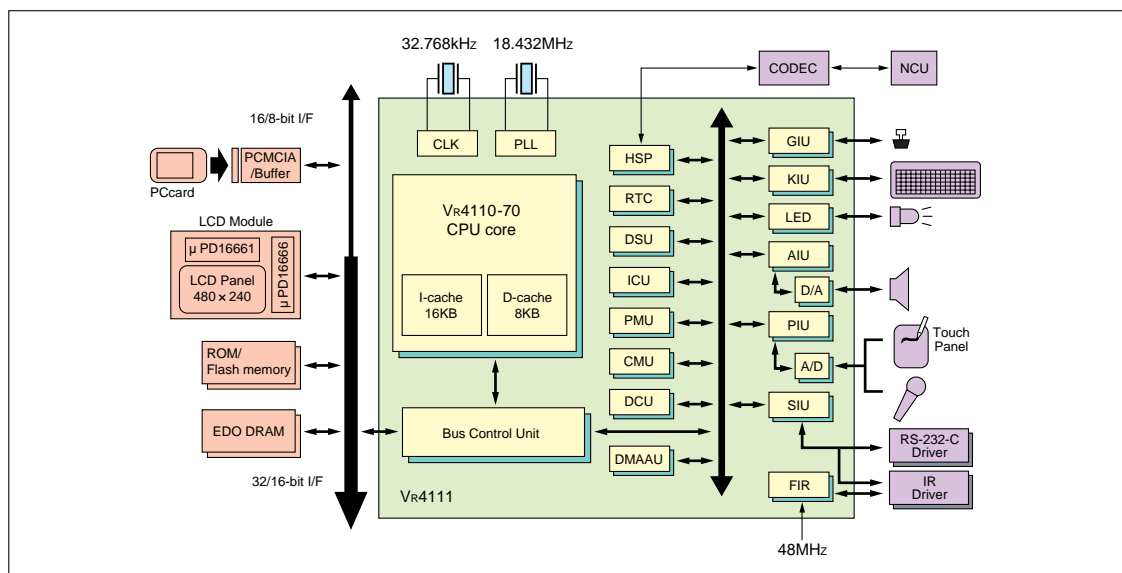 32.768kHz
18.432MHz
CODEC
NCU
16/8-bit I/F
CLK
PLL
PCMCIA
/Buffer
PCcard
LCD Module
μ PD16661
LCD Panel
480 × 240
μ PD16666
ROM/
Flash memory
EDO DRAM
32/16-bit I/F
VR4110-70
CPU core
I-cache
16KB
D-cache
8KB
Bus Control Unit
VR4111
HSP
RTC
DSU
ICU
PMU
CMU
DCU
DMAAU
GIU
KIU
LED
AIU
D/A
PIU
A/D
SIU
FIR
48MHz
Touch
Panel
RS-232-C
Driver
IR
Driver